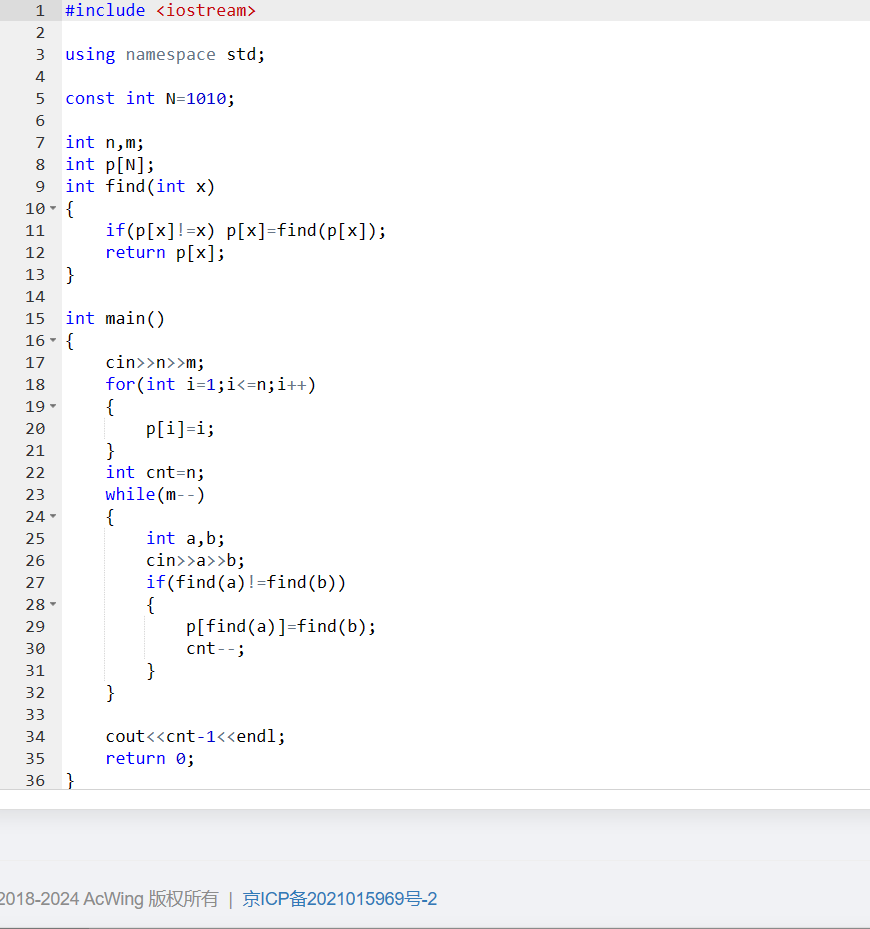 1 #include <iostream>
2
3 using namespace std;
4
5 const int N=1010;
6
7 int n,m;
8 int p[N];
9 int find(int x)
10 {
11     if(p[x]!=x) p[x]=find(p[x]);
12     return p[x];
13 }
14
15 int main()
16 {
17     cin>>n>>m;
18     for(int i=1;i<=n;i++)
19     {
20         p[i]=i;
21     }
22     int cnt=n;
23     while(m--)
24     {
25         int a,b;
26         cin>>a>>b;
27         if(find(a)!=find(b))
28         {
29             p[find(a)]=find(b);
30             cnt--;
31         }
32     }
33
34     cout<<cnt-1<<endl;
35     return 0;
36 }
2018-2024 AcWing 版权所有 | 京ICP备2021015969号-2